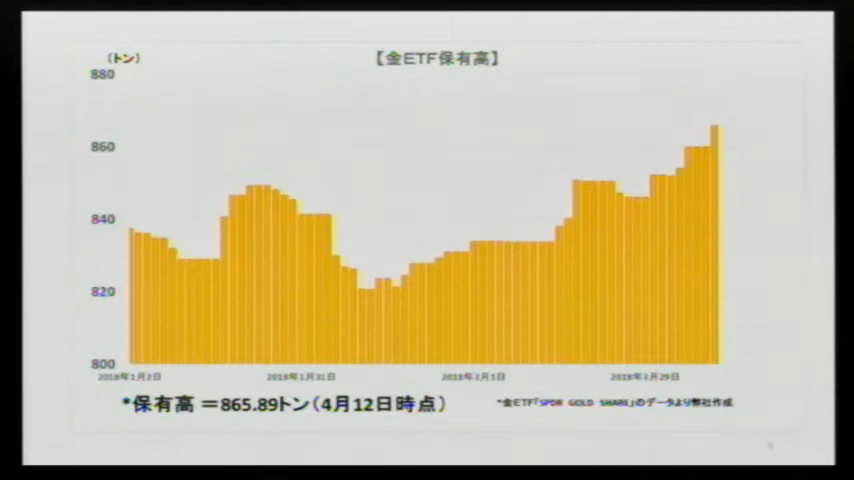 【金ETF保有高】
(トン)
880
860
840
820
800
2018年1月2日 2018年1月31日 2018年3月1日 2018年3月29日
*保有高 =865.89トン(4月12日時点)
*金ETF「SPDR GOLD SHARE」のデータより弊社作成